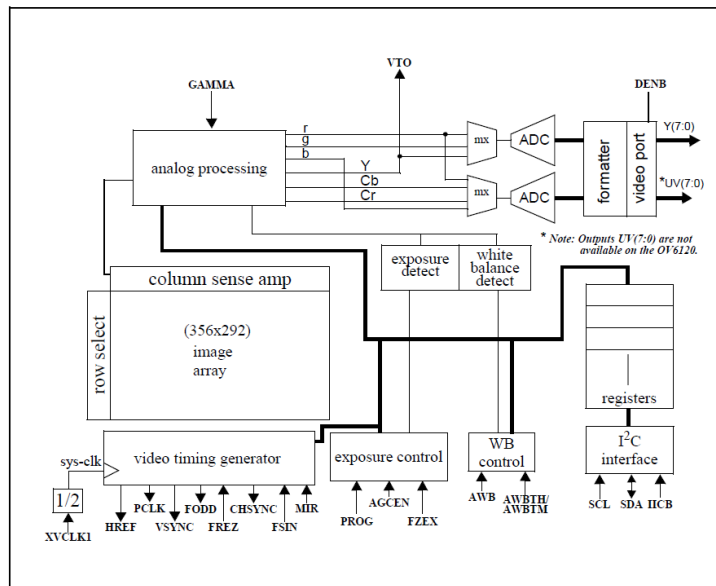 GAMMA
VTO
DENB
analog processing
r
g
b
Y
Cb
Cr
mx
ADC
mx
ADC
formatter
video port
Y(7:0)
*UV(7:0)
* Note: Outputs UV(7:0) are not
available on the OV6120.
exposure
detect
white
balance
detect
column sense amp
row select
(356x292)
image
array
registers
sys-clk
video timing generator
exposure control
WB
control
I²C
interface
1/2
XVCLK1
HREF
PCLK
VSYNC
FODD
FREZ
CHSYNC
FSIN
MIR
PROG
AGCEN
FZEX
AWB
AWBTH/
AWBTM
SCL
SDA
IICB